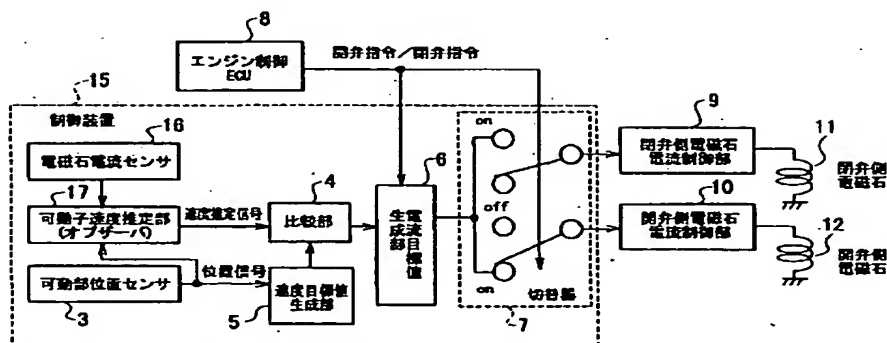 8
エンジン制御
ECU
開弁指令／閉弁指令
15
制御装置
16
電磁石電流センサ
17
可動子速度推定部
(オブザーバ)
速度推定信号
4
比較部
6
電流目標値
生成部
on
off
on
切替器
7
9
閉弁側電磁石
電流制御部
11
閉弁側
電磁石
10
開弁側電磁石
電流制御部
12
開弁側
電磁石
可動部位置センサ
3
位置信号
速度目標値
生成部
5